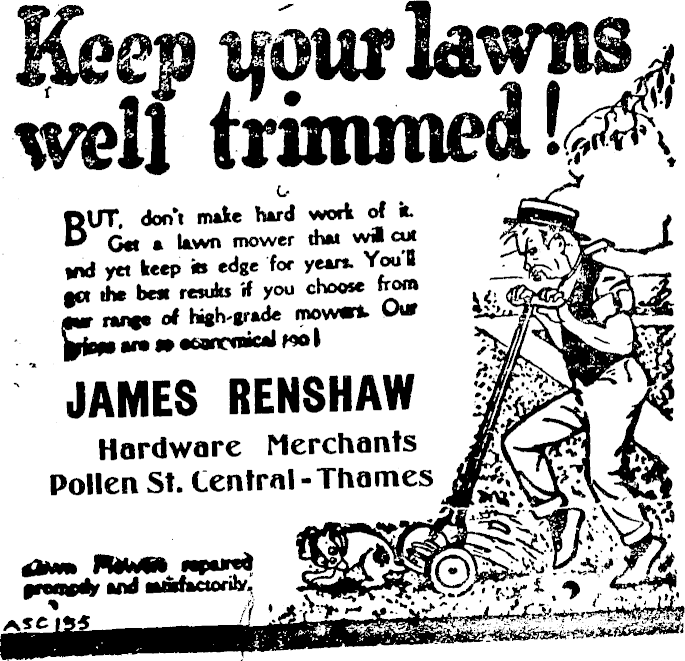 Keep your lawns
well trimmed!
BUT, don't make hard work of it.
Get a lawn mower that will cut
and yet keep its edge for years. You'll
get the best results if you choose from
our range of high-grade mowers. Our
prices are so economical too!
JAMES RENSHAW
Hardware Merchants
Pollen St. Central - Thames
Lawn Mowers repaired
promptly and satisfactorily.
ASC 195